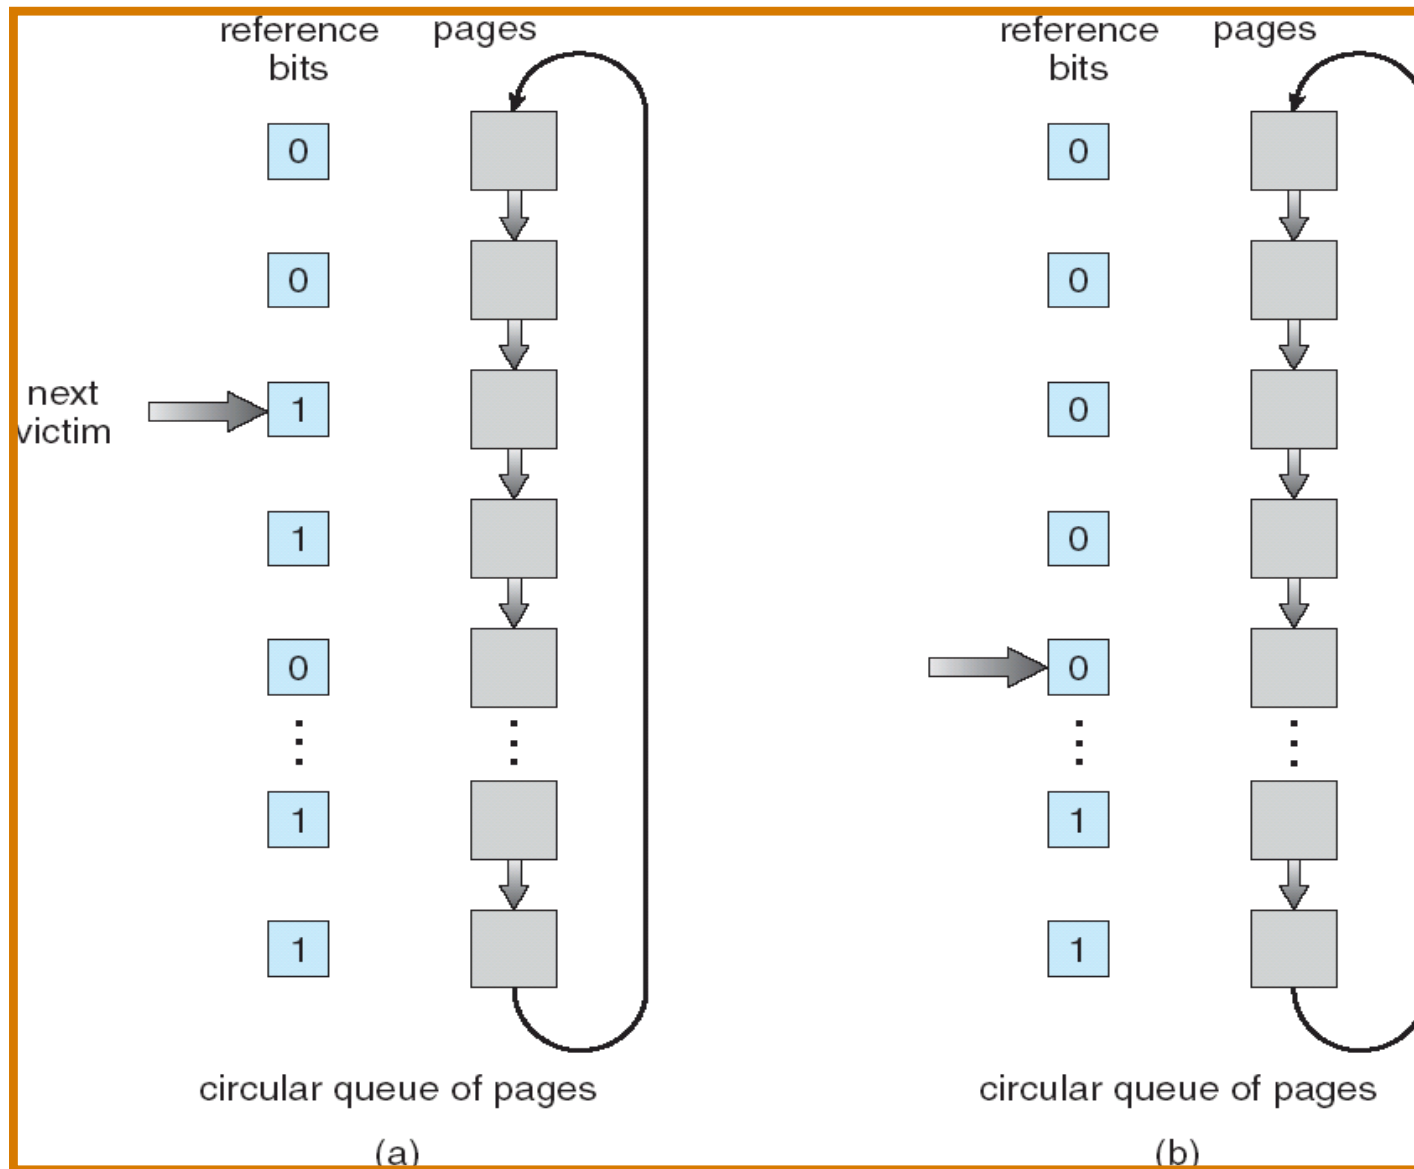 reference pages
bits
0
0
next
victim
1
1
0
1
1
circular queue of pages
(a)
reference pages
bits
0
0
0
0
0
1
1
circular queue of pages
(b)